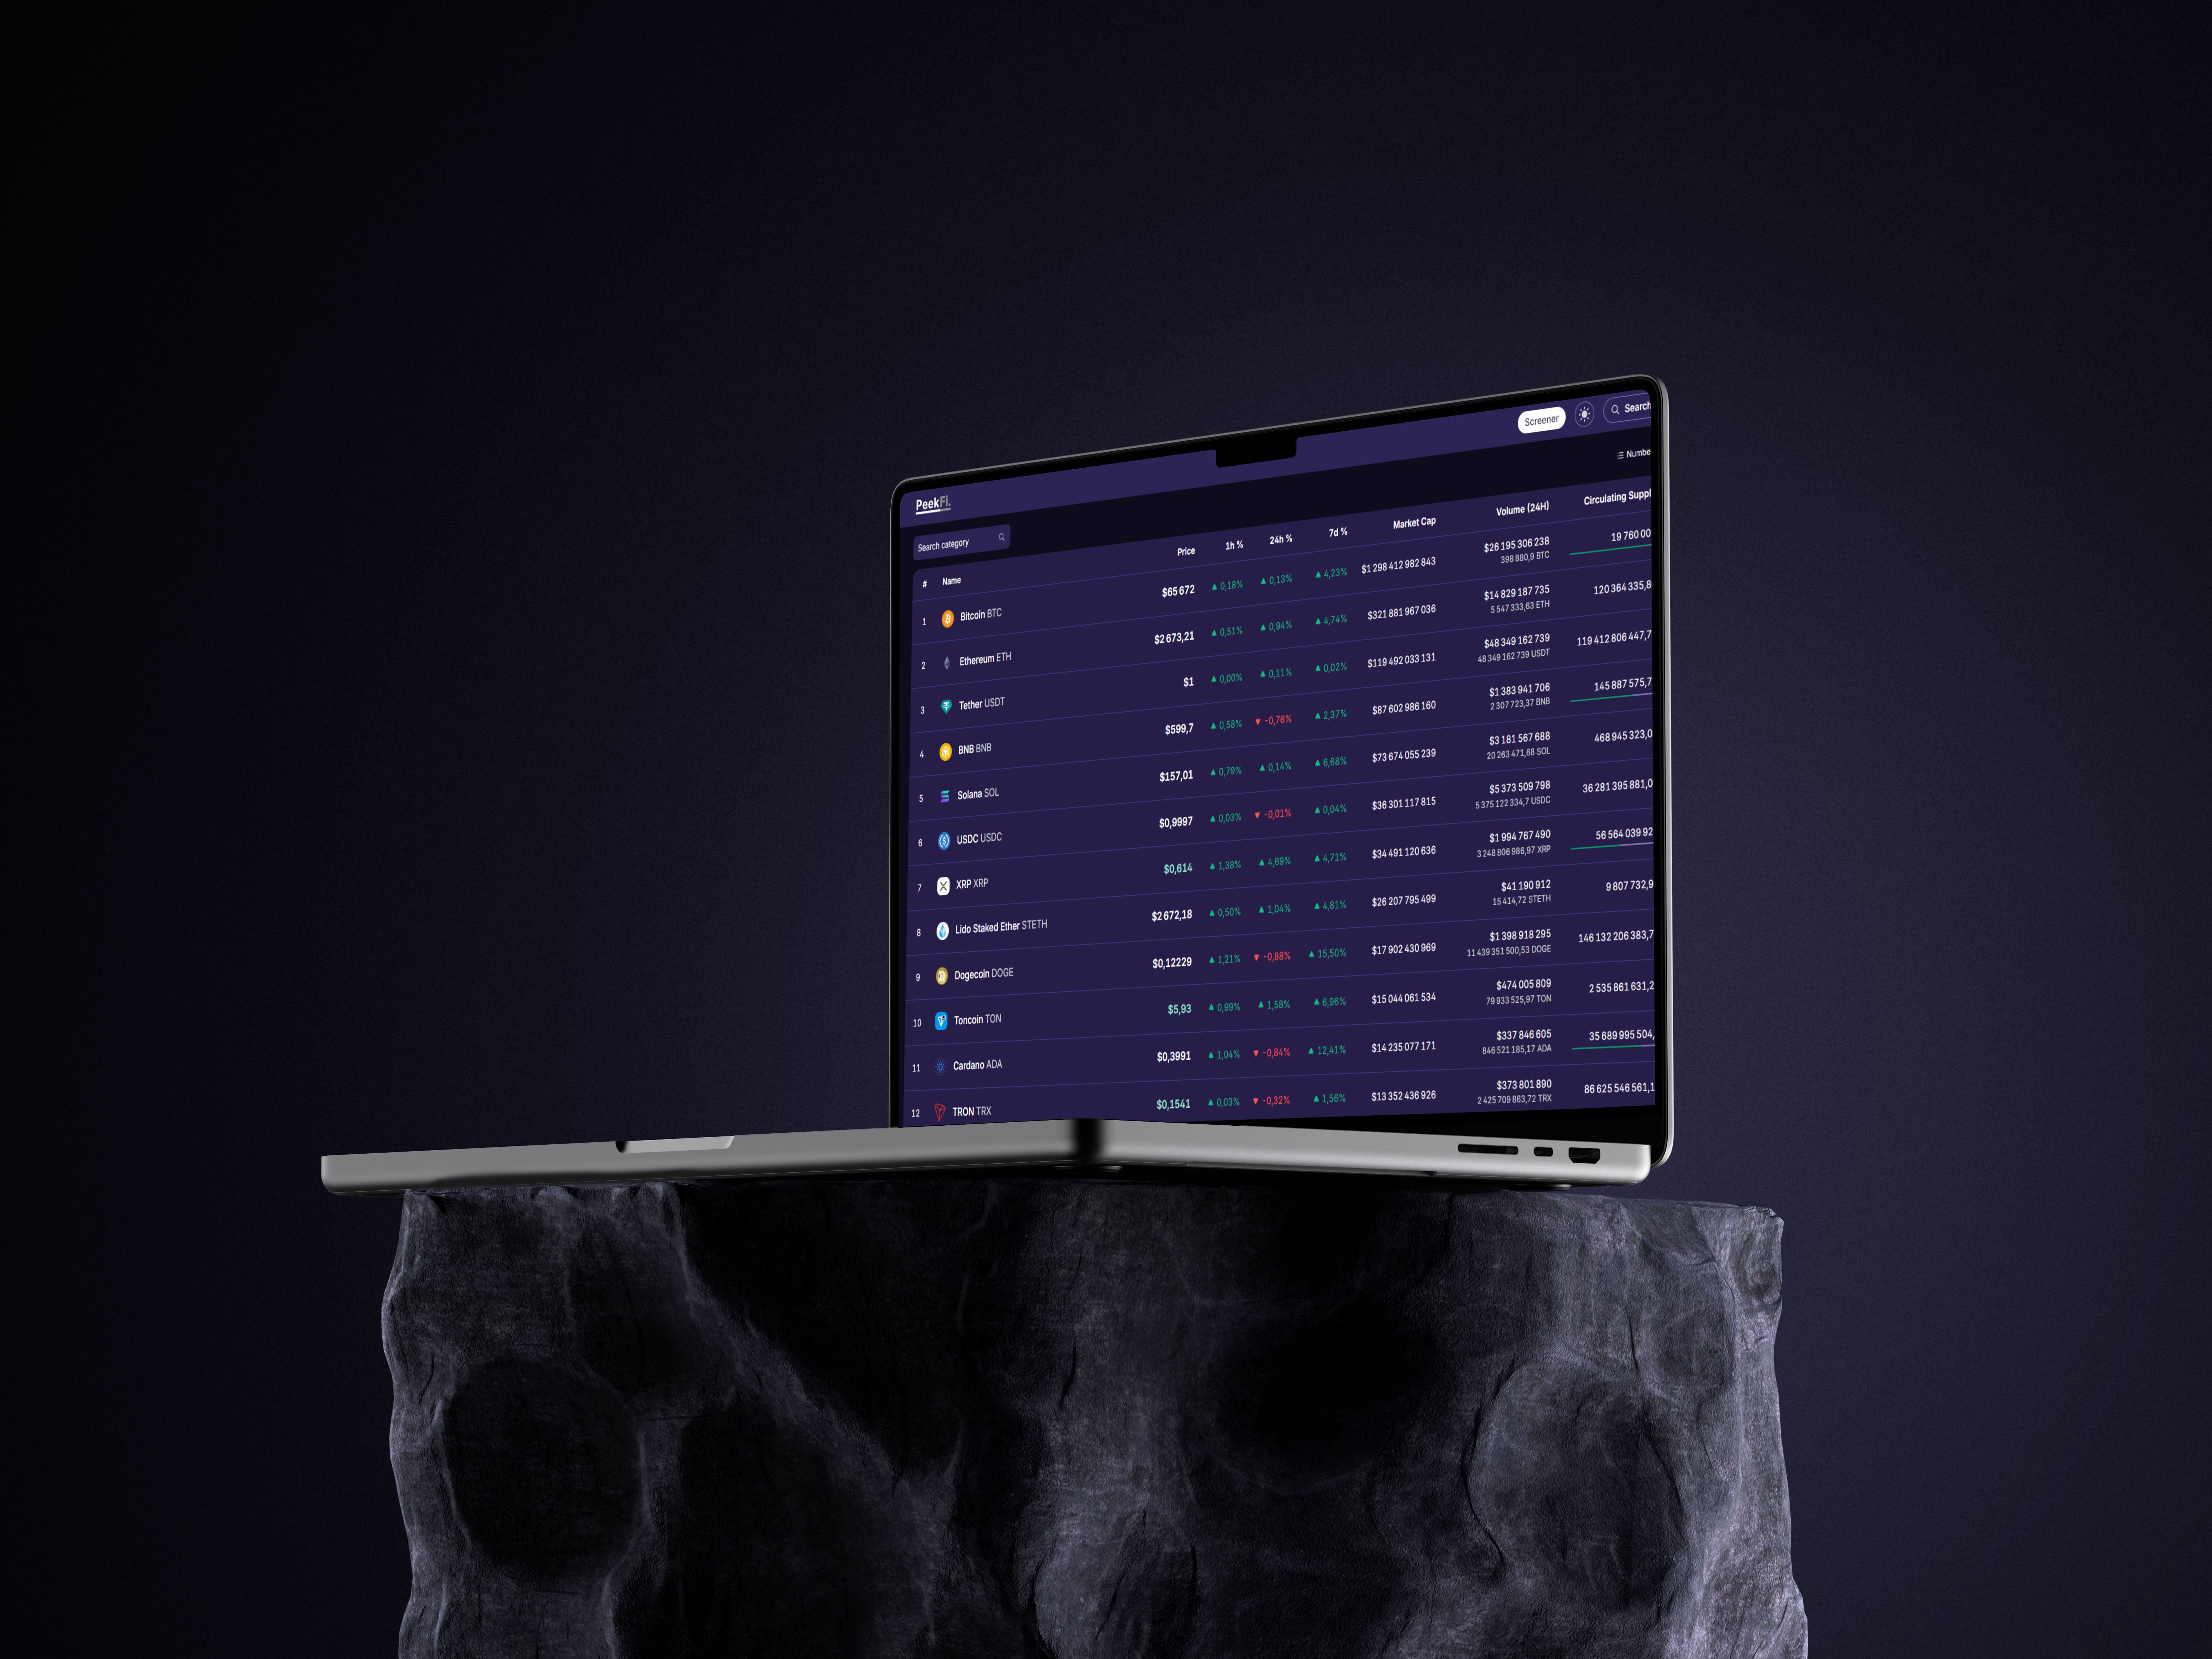 PeekFi.
Screener
Search
Search category
Numbe
# Name Price 1h % 24h % 7d % Market Cap Volume (24H) Circulating Suppl
1 Bitcoin BTC $65 672 ▲ 0,18% ▲ 0,13% ▲ 4,23% $1 298 412 982 843 $26 195 306 238 19 760 00
398 880,9 BTC
2 Ethereum ETH $2 673,21 ▲ 0,51% ▲ 0,94% ▲ 4,74% $321 881 967 036 $14 829 187 735 120 364 335,8
5 547 333,63 ETH
3 Tether USDT $1 ▲ 0,00% ▲ 0,11% ▲ 0,02% $119 492 033 131 $48 349 162 739 119 412 806 447,7
48 349 162 739 USDT
4 BNB BNB $599,7 ▲ 0,58% ▼ -0,76% ▲ 2,37% $87 602 986 160 $1 383 941 706 145 887 575,7
2 307 723,37 BNB
5 Solana SOL $157,01 ▲ 0,79% ▲ 0,14% ▲ 6,68% $73 674 055 239 $3 181 567 688 468 945 323,0
20 263 471,68 SOL
6 USDC USDC $0,9997 ▲ 0,03% ▼ -0,01% ▲ 0,04% $36 301 117 815 $5 373 509 798 36 281 395 881,0
5 375 122 334,7 USDC
7 XRP XRP $0,614 ▲ 1,38% ▲ 4,69% ▲ 4,71% $34 491 120 636 $1 994 767 490 56 564 039 92
3 248 806 986,97 XRP
8 Lido Staked Ether STETH $2 672,18 ▲ 0,50% ▲ 1,04% ▲ 4,81% $26 207 795 499 $41 190 912 9 807 732,9
15 414,72 STETH
9 Dogecoin DOGE $0,12229 ▲ 1,21% ▼ -0,88% ▲ 15,50% $17 902 430 969 $1 398 918 295 146 132 206 383,7
11 439 351 500,53 DOGE
10 Toncoin TON $5,93 ▲ 0,99% ▲ 1,58% ▲ 6,96% $15 044 061 534 $474 005 809 2 535 861 631,2
79 933 525,97 TON
11 Cardano ADA $0,3991 ▲ 1,04% ▼ -0,84% ▲ 12,41% $14 235 077 171 $337 846 605 35 689 995 504,
846 521 185,17 ADA
12 TRON TRX $0,1541 ▲ 0,03% ▼ -0,32% ▲ 1,56% $13 352 436 926 $373 801 890 86 625 546 561,1
2 425 709 863,72 TRX